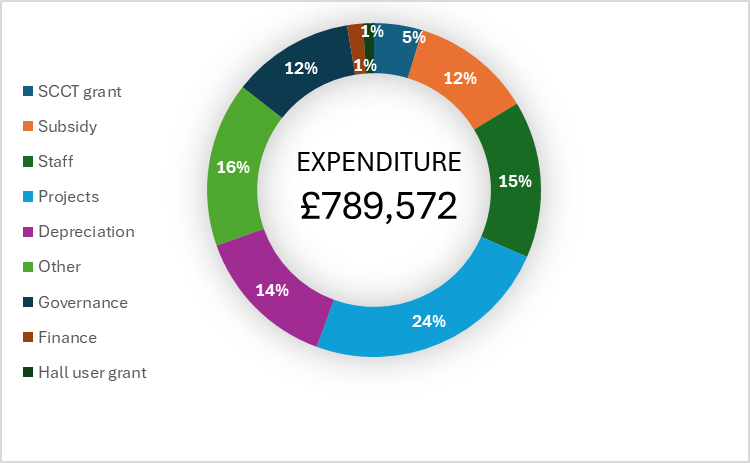 SCCT grant
Subsidy
Staff
Projects
Depreciation
Other
Governance
Finance
Hall user grant
EXPENDITURE
£789,572
5%
12%
15%
24%
14%
16%
12%
1%
1%